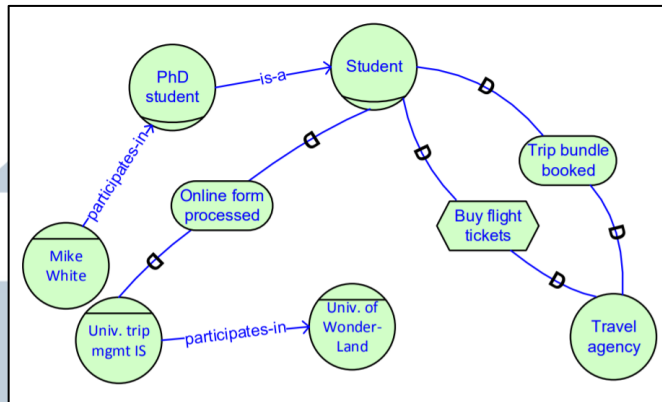 PhD
student
is-a
Student
D
Trip bundle
booked
participates-in
D
D
Online form
processed
Buy flight
tickets
D
Mike
White
D
D
Univ. trip
mgmt IS
participates-in
Univ. of
Wonder-
Land
Travel
agency